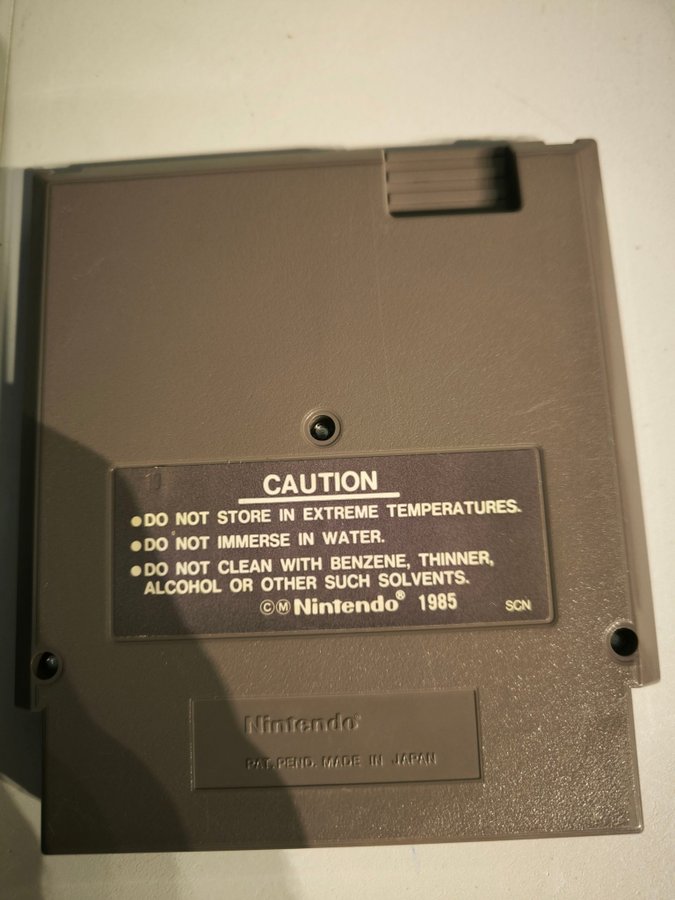 CAUTION
●DO NOT STORE IN EXTREME TEMPERATURES.
●DO NOT IMMERSE IN WATER.
●DO NOT CLEAN WITH BENZENE, THINNER,
ALCOHOL OR OTHER SUCH SOLVENTS.
©Ⓜ Nintendo® 1985 SCN
Nintendo®
PAT. PEND. MADE IN JAPAN